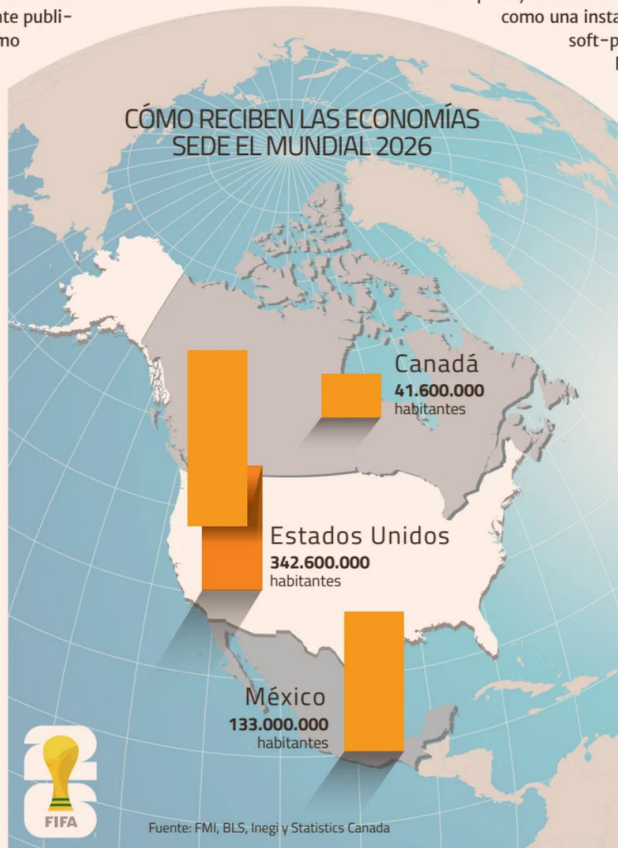 te publi-
mo
como una insta
soft-p
CÓMO RECIBEN LAS ECONOMÍAS
SEDE EL MUNDIAL 2026
Canadá
41.600.000
habitantes
Estados Unidos
342.600.000
habitantes
México
133.000.000
habitantes
26
FIFA
Fuente: FMI, BLS, Inegi y Statistics Canada